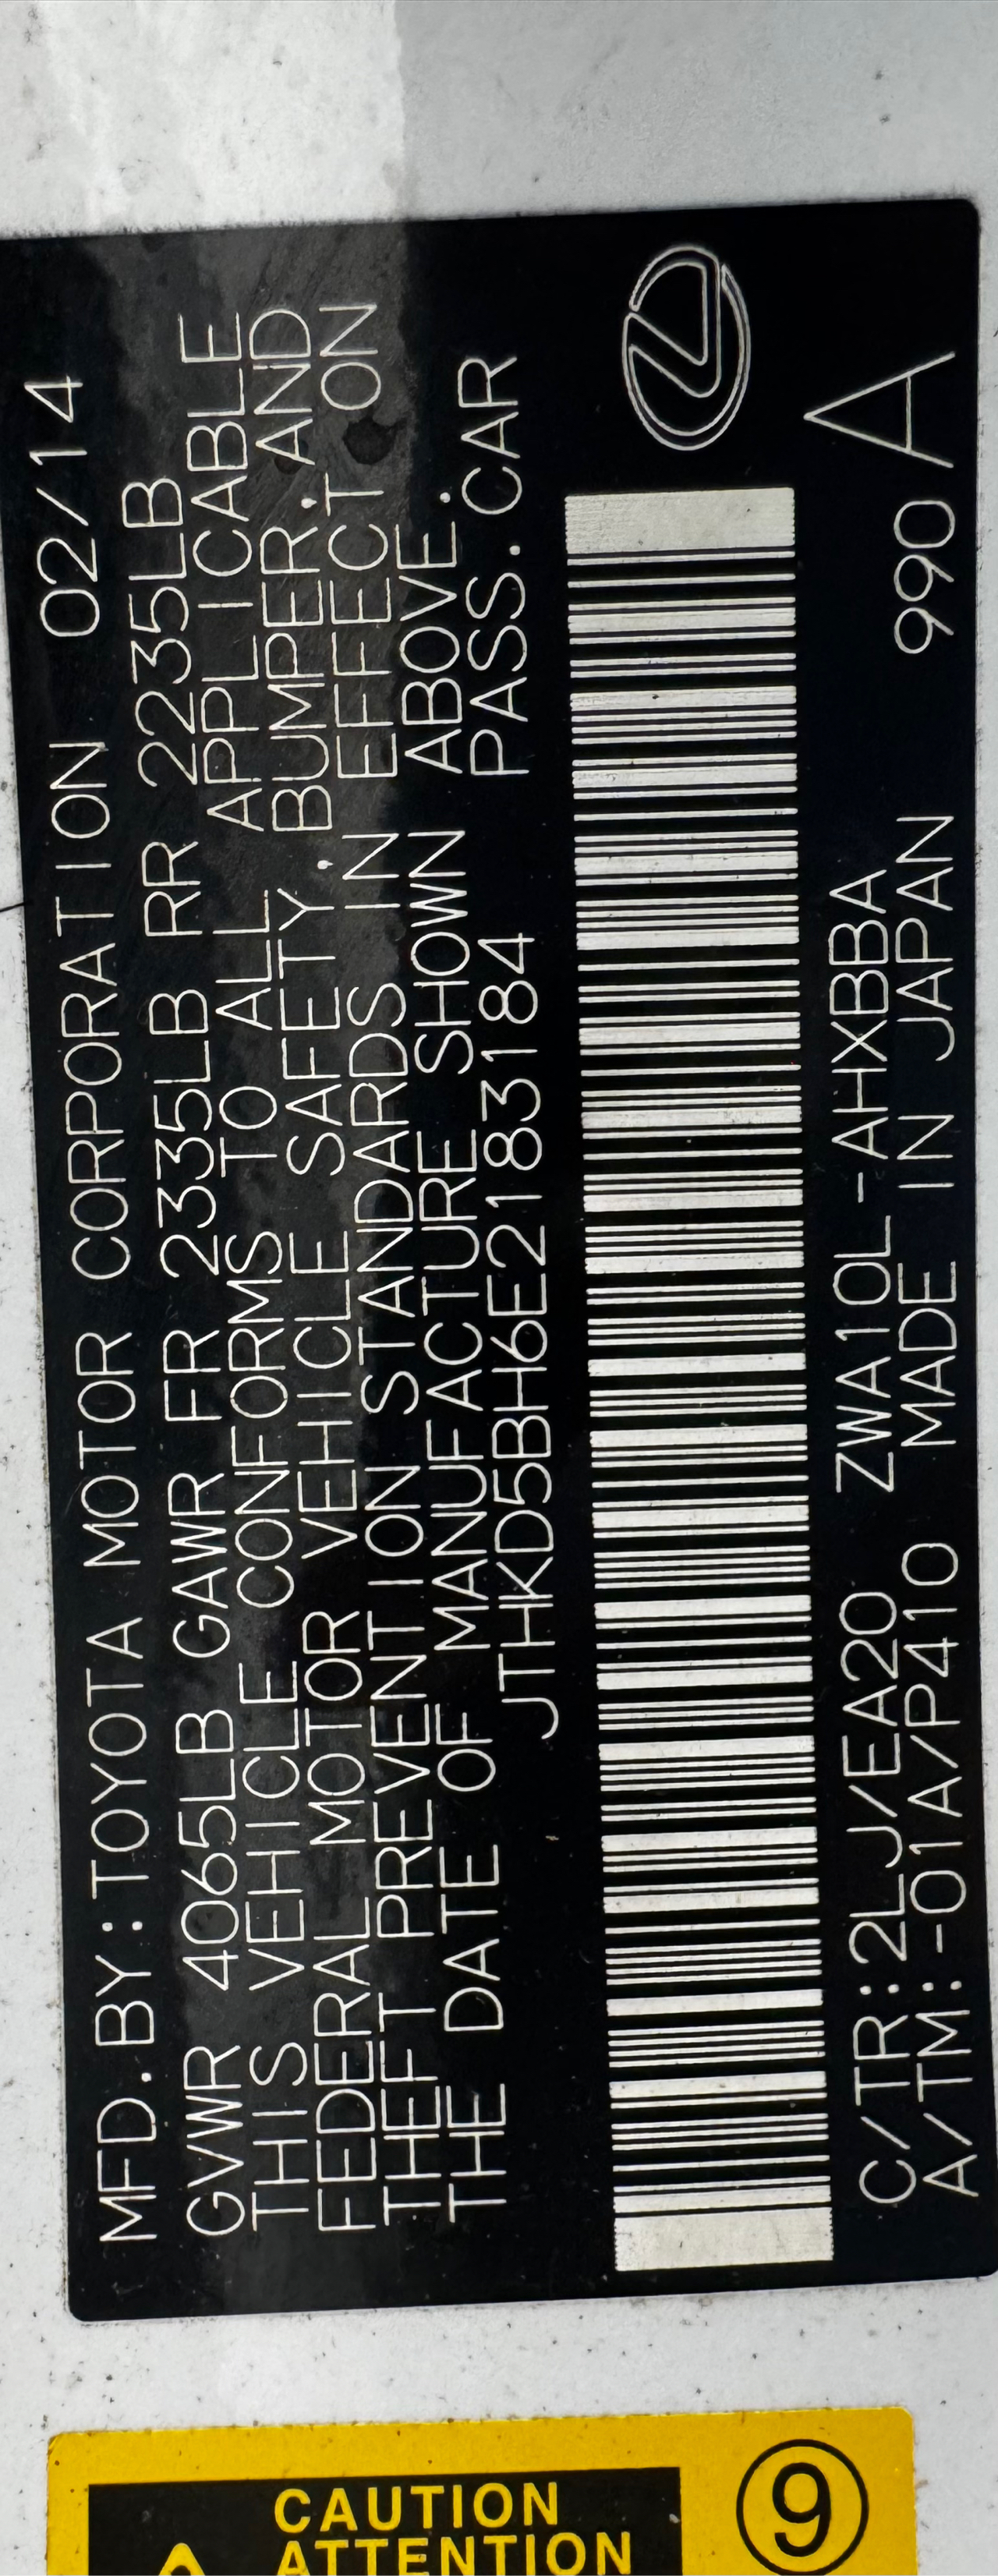 MFD.BY:TOYOTA MOTOR CORPORATION 02/14
GVWR 4065LB GAWR FR 2335LB RR 2235LB
THIS VEHICLE CONFORMS TO ALL APPLICABLE
FEDERAL MOTOR VEHICLE SAFETY, BUMPER, AND
THEFT PREVENTION STANDARDS IN EFFECT ON
THE DATE OF MANUFACTURE SHOWN ABOVE.
JTHKD5BH6E2183184 PASS.CAR
C/TR:2LJ/EA20 ZWA10L-AHXBBA
A/TM:-01A/P410 MADE IN JAPAN 990 A
CAUTION
ATTENTION
9